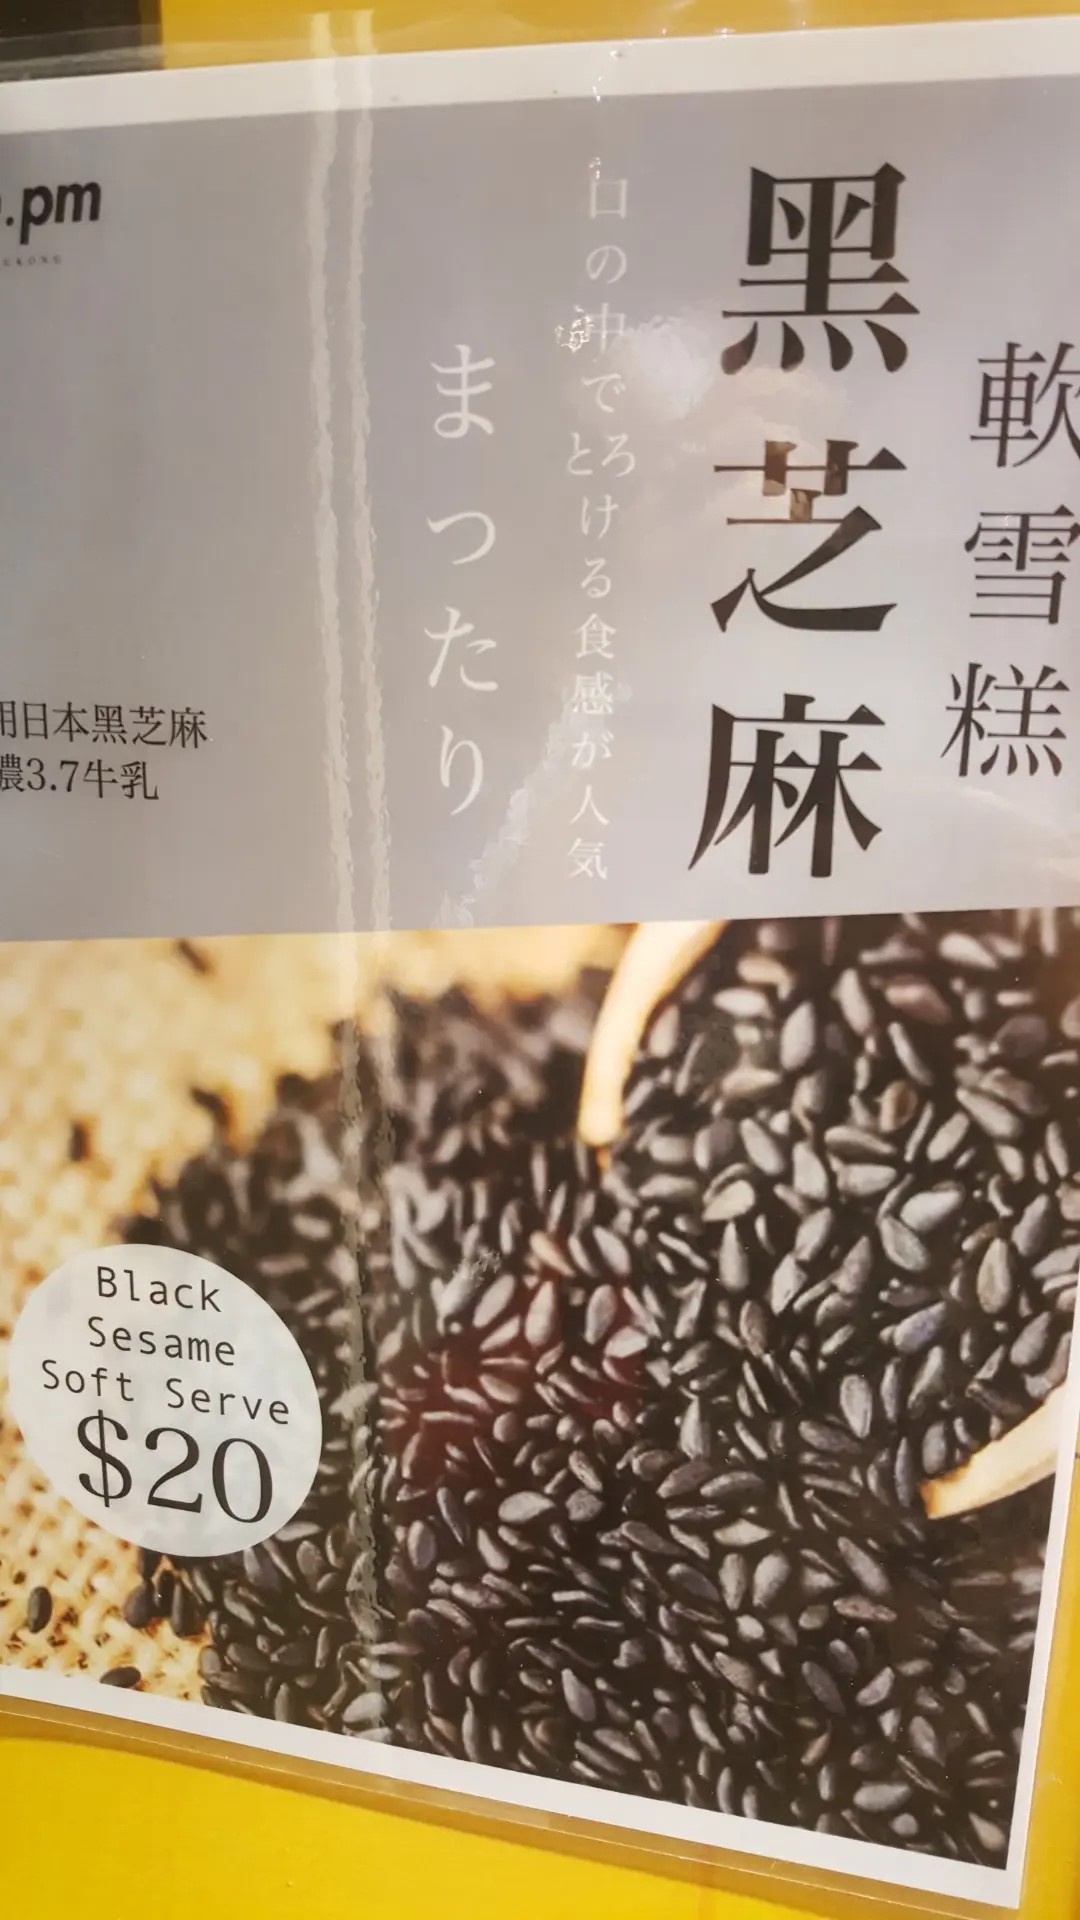 .pm
黑芝麻
軟雪糕
口の中でとろける食感が人気
まったり
用日本黑芝麻
濃3.7牛乳
Black
Sesame
Soft Serve
$20